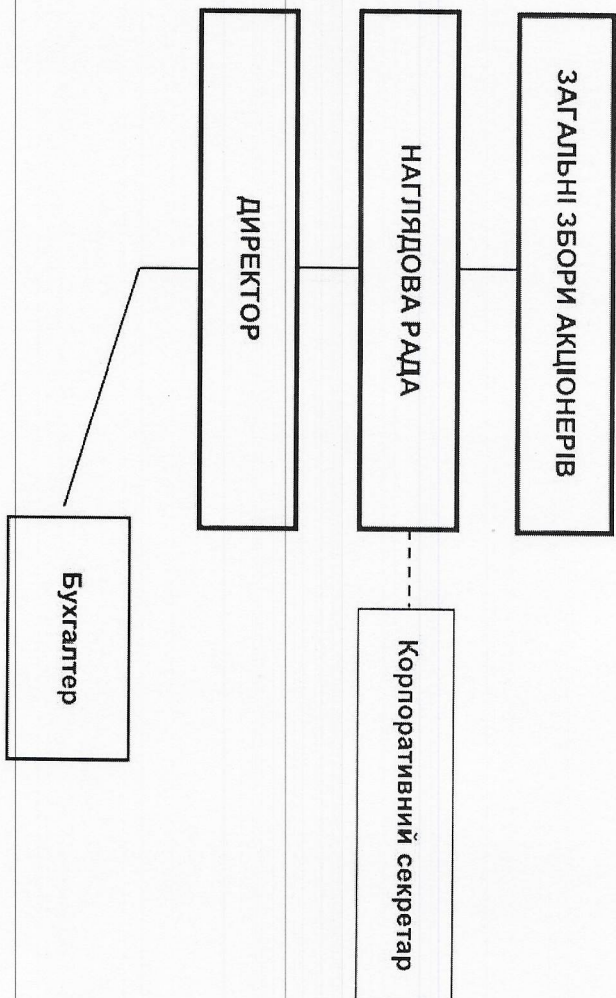 ЗАГАЛЬНІ ЗБОРИ АКЦІОНЕРІВ
НАГЛЯДОВА РАДА
Корпоративний секретар
ДИРЕКТОР
Бухгалтер